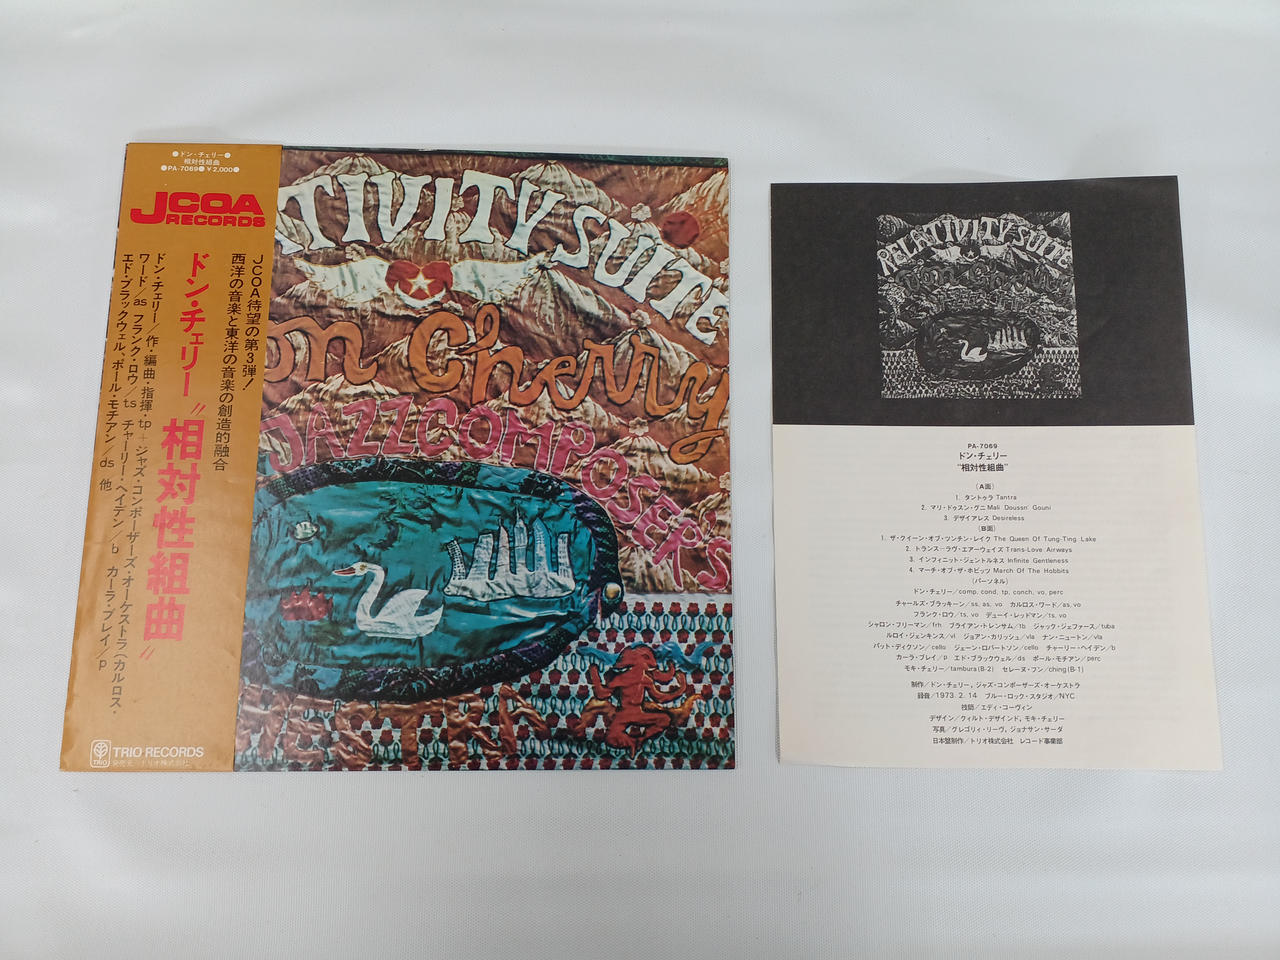 ●ドン・チェリー●
相対性組曲
●PA-7069●￥2,000●
JCOA
RECORDS
JCOA待望の第3弾！
西洋の音楽と東洋の音楽の創造的融合
ドン・チェリー〝相対性組曲〟
ドン・チェリー/作・編曲・指揮・tp+ジャズ・コンポーザーズ・オーケストラ(カルロス・
ワード/as フランク・ロウ/ts チャーリー・ヘイデン/b カーラ・ブレイ/p
エド・ブラックウェル、ポール・モチアン/ds 他
TRIO
TRIO RECORDS
発売元/トリオ株式会社
ATIVITY SUITE
on Cherry
JAZZ COMPOSER'S
RELATIVITY SUITE
Don Cherry
PA-7069
ドン・チェリー
"相対性組曲"
(A面)
1. タントゥラ Tantra
2. マリ・ドゥスン・グニ Mali Doussn' Gouni
3. デザイアレス Desireless
(B面)
1. ザ・クイーン・オブ・ツンチン・レイク The Queen Of Tung-Ting Lake
2. トランス―ラヴ・エアーウェイズ Trans-Love Airways
3. インフィニット・ジェントルネス Infinite Gentleness
4. マーチ・オブ・ザ・ホビッツ March Of The Hobbits
(パーソネル)
ドン・チェリー/comp, cond, tp, conch, vo, perc
チャールズ・ブラッキーン/ss, as, vo カルロス・ワード/as, vo
フランク・ロウ/ts, vo デューイ・レッドマン/ts, vo
シャロン・フリーマン/frh ブライアン・トレンサム/tb ジャック・ジェファース/tuba
ルロイ・ジェンキンス/vl ジョアン・カリッシュ/vla ナン・ニュートン/vla
パット・ディクソン/cello ジェーン・ロバートソン/cello チャーリー・ヘイデン/b
カーラ・ブレイ/p エド・ブラックウェル/ds ポール・モチアン/perc
モキ・チェリー/tambura(B-2) セレーヌ・フン/ching(B-1)
制作/ドン・チェリー, ジャズ・コンポーザーズ・オーケストラ
録音/1973. 2. 14 ブルー・ロック・スタジオ/NYC
技師/エディ・コーヴィン
デザイン/クィルト・デザインド, モキ・チェリー
写真/グレゴリィ・リーヴ, ジョナサン・サーダ
日本盤制作/トリオ株式会社 レコード事業部